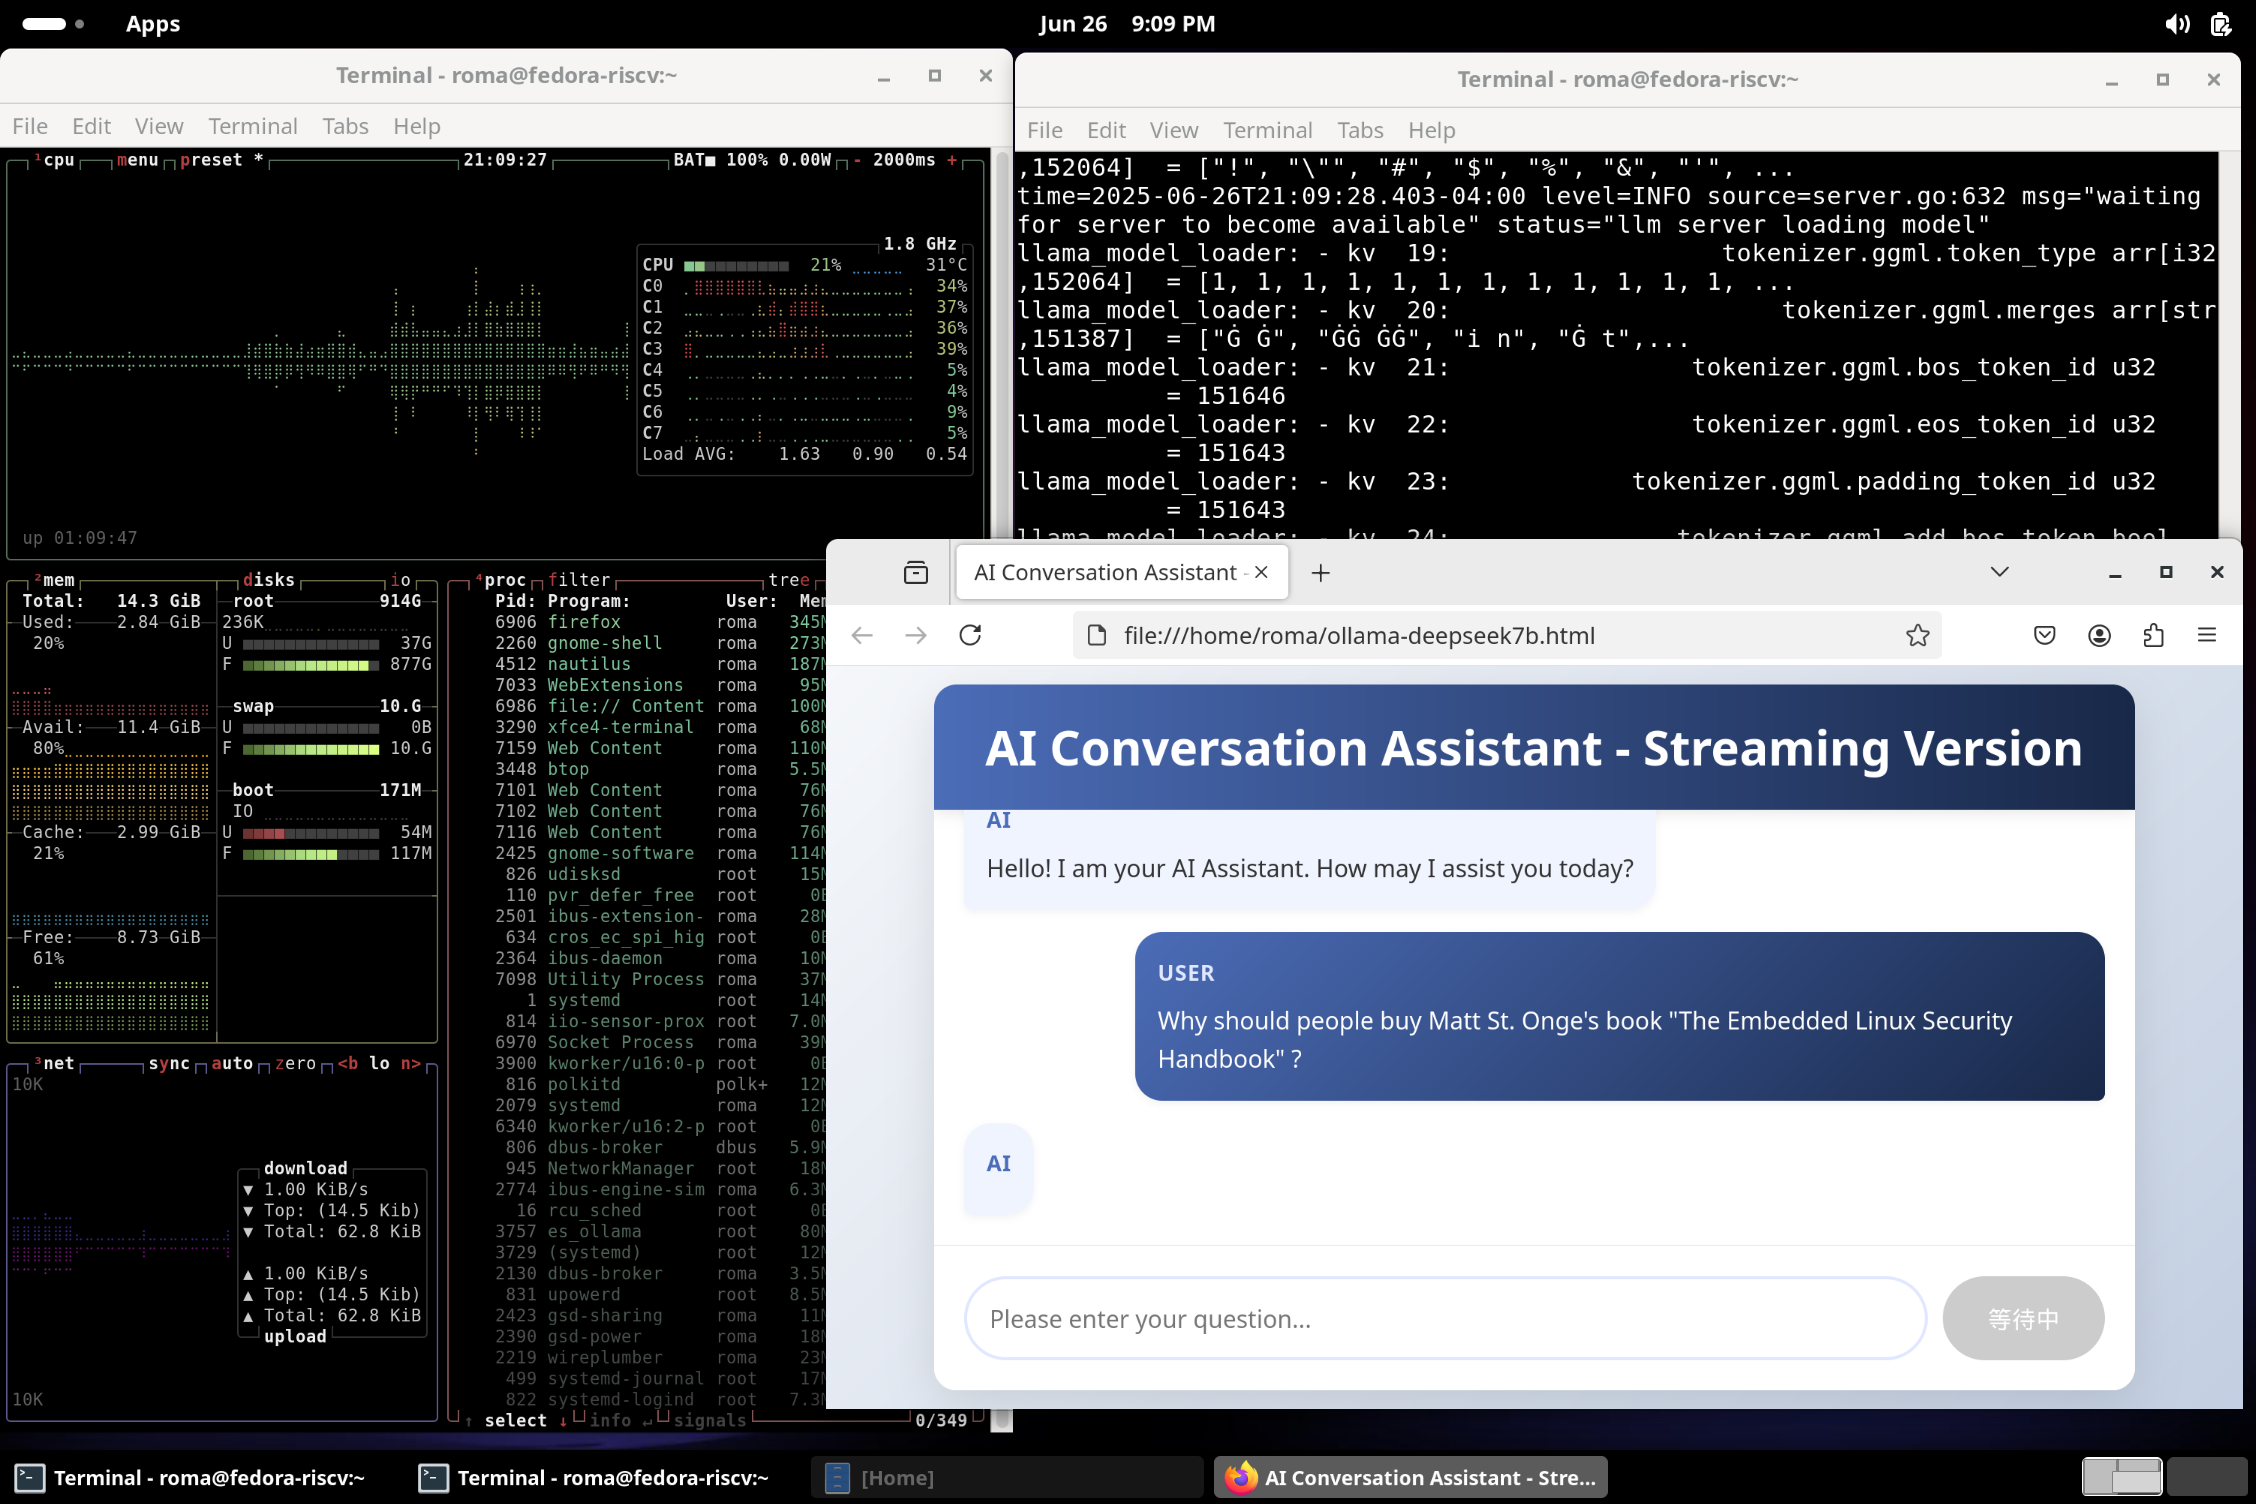 Apps
Jun 26 9:09 PM
Terminal - roma@fedora-riscv:~
File Edit View Terminal Tabs Help
¹cpu menu preset * 21:09:27 BAT■ 100% 0.00W - 2000ms +
1.8 GHz
CPU 21% 31°C
C0 34%
C1 37%
C2 36%
C3 39%
C4 5%
C5 4%
C6 9%
C7 5%
Load AVG: 1.63 0.90 0.54
up 01:09:47
²mem
Total: 14.3 GiB
Used: 2.84 GiB
20%
Avail: 11.4 GiB
80%
Cache: 2.99 GiB
21%
Free: 8.73 GiB
61%
disks io
root 914G
236K
U 37G
F 877G
swap 10.G
U 0B
F 10.G
boot 171M
IO
U 54M
F 117M
³net sync auto zero <b lo n>
10K
download
▼ 1.00 KiB/s
▼ Top: (14.5 Kib)
▼ Total: 62.8 KiB
▲ 1.00 KiB/s
▲ Top: (14.5 Kib)
▲ Total: 62.8 KiB
upload
10K
⁴proc filter tree
Pid: Program: User: Mem
6906 firefox roma 345M
2260 gnome-shell roma 273M
4512 nautilus roma 187M
7033 WebExtensions roma 95M
6986 file:// Content roma 100M
3290 xfce4-terminal roma 68M
7159 Web Content roma 110M
3448 btop roma 5.5M
7101 Web Content roma 76M
7102 Web Content roma 76M
7116 Web Content roma 76M
2425 gnome-software roma 114M
826 udisksd root 15M
110 pvr_defer_free root 0B
2501 ibus-extension- roma 28M
634 cros_ec_spi_hig root 0B
2364 ibus-daemon roma 10M
7098 Utility Process roma 37M
1 systemd root 14M
814 iio-sensor-prox root 7.0M
6970 Socket Process roma 39M
3900 kworker/u16:0-p root 0B
816 polkitd polk+ 12M
2079 systemd roma 12M
6340 kworker/u16:2-p root 0B
806 dbus-broker dbus 5.9M
945 NetworkManager root 18M
2774 ibus-engine-sim roma 6.3M
16 rcu_sched root 0B
3757 es_ollama root 80M
3729 (systemd) root 12M
2130 dbus-broker roma 3.5M
831 upowerd root 8.5M
2423 gsd-sharing roma 11M
2390 gsd-power roma 18M
2219 wireplumber roma 23M
499 systemd-journal root 17M
822 systemd-logind root 7.3M
↑ select ↓ info ↵ signals 0/349
Terminal - roma@fedora-riscv:~
File Edit View Terminal Tabs Help
,152064] = ["!", "\"", "#", "$", "%", "&", "'", ...
time=2025-06-26T21:09:28.403-04:00 level=INFO source=server.go:632 msg="waiting
for server to become available" status="llm server loading model"
llama_model_loader: - kv 19: tokenizer.ggml.token_type arr[i32
,152064] = [1, 1, 1, 1, 1, 1, 1, 1, 1, 1, 1, 1, ...
llama_model_loader: - kv 20: tokenizer.ggml.merges arr[str
,151387] = ["Ġ Ġ", "ĠĠ ĠĠ", "i n", "Ġ t",...
llama_model_loader: - kv 21: tokenizer.ggml.bos_token_id u32
= 151646
llama_model_loader: - kv 22: tokenizer.ggml.eos_token_id u32
= 151643
llama_model_loader: - kv 23: tokenizer.ggml.padding_token_id u32
= 151643
llama_model_loader: - kv 24: tokenizer.ggml.add_bos_token bool
AI Conversation Assistant -
file:///home/roma/ollama-deepseek7b.html
AI Conversation Assistant - Streaming Version
AI
Hello! I am your AI Assistant. How may I assist you today?
USER
Why should people buy Matt St. Onge's book "The Embedded Linux Security
Handbook" ?
AI
Please enter your question...
等待中
Terminal - roma@fedora-riscv:~
Terminal - roma@fedora-riscv:~
[Home]
AI Conversation Assistant - Stre...